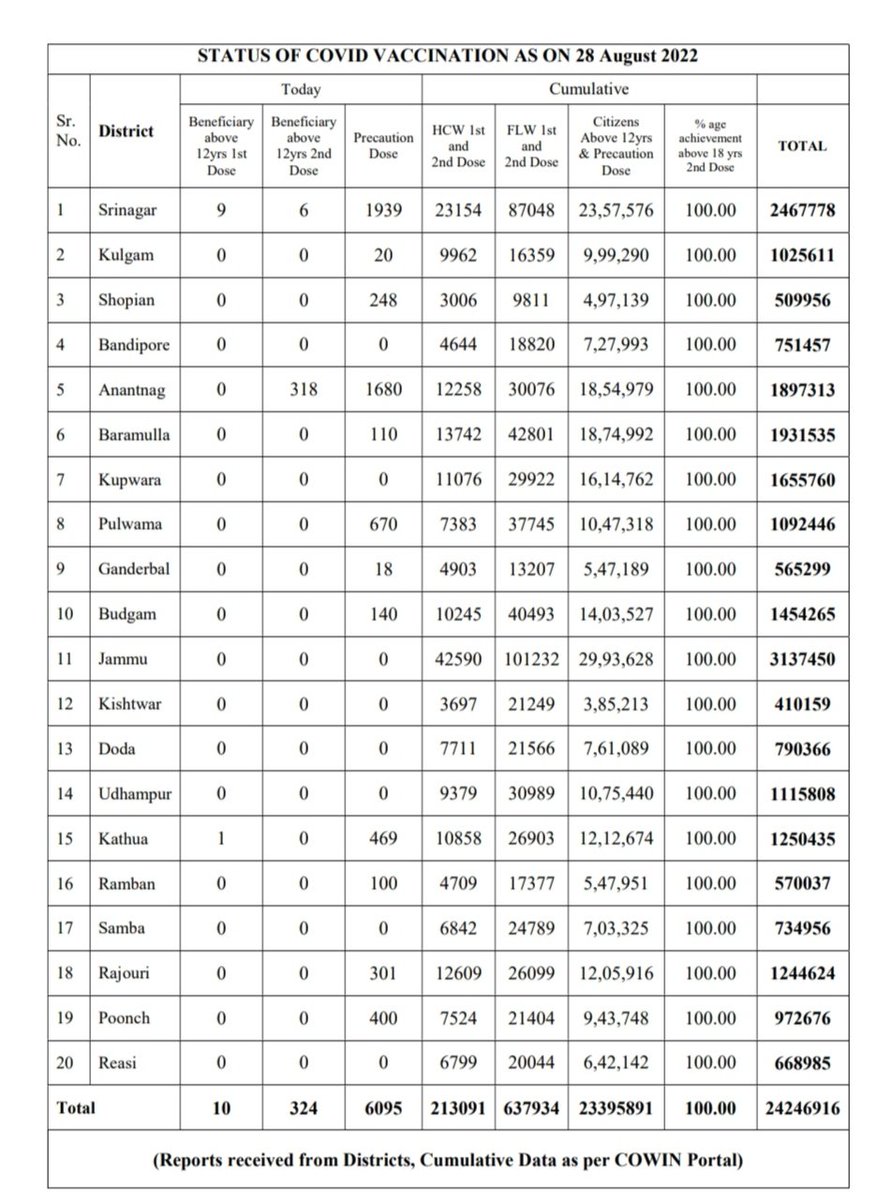 STATUS OF COVID VACCINATION AS ON 28 August 2022
Sr. No. District Today Cumulative
Beneficiary above 12yrs 1st Dose Beneficiary above 12yrs 2nd Dose Precaution Dose HCW 1st and 2nd Dose FLW 1st and 2nd Dose Citizens Above 12yrs & Precaution Dose % age achievement above 18 yrs 2nd Dose TOTAL
1 Srinagar 9 6 1939 23154 87048 23,57,576 100.00 2467778
2 Kulgam 0 0 20 9962 16359 9,99,290 100.00 1025611
3 Shopian 0 0 248 3006 9811 4,97,139 100.00 509956
4 Bandipore 0 0 0 4644 18820 7,27,993 100.00 751457
5 Anantnag 0 318 1680 12258 30076 18,54,979 100.00 1897313
6 Baramulla 0 0 110 13742 42801 18,74,992 100.00 1931535
7 Kupwara 0 0 0 11076 29922 16,14,762 100.00 1655760
8 Pulwama 0 0 670 7383 37745 10,47,318 100.00 1092446
9 Ganderbal 0 0 18 4903 13207 5,47,189 100.00 565299
10 Budgam 0 0 140 10245 40493 14,03,527 100.00 1454265
11 Jammu 0 0 0 42590 101232 29,93,628 100.00 3137450
12 Kishtwar 0 0 0 3697 21249 3,85,213 100.00 410159
13 Doda 0 0 0 7711 21566 7,61,089 100.00 790366
14 Udhampur 0 0 0 9379 30989 10,75,440 100.00 1115808
15 Kathua 1 0 469 10858 26903 12,12,674 100.00 1250435
16 Ramban 0 0 100 4709 17377 5,47,951 100.00 570037
17 Samba 0 0 0 6842 24789 7,03,325 100.00 734956
18 Rajouri 0 0 301 12609 26099 12,05,916 100.00 1244624
19 Poonch 0 0 400 7524 21404 9,43,748 100.00 972676
20 Reasi 0 0 0 6799 20044 6,42,142 100.00 668985
Total 10 324 6095 213091 637934 23395891 100.00 24246916
(Reports received from Districts, Cumulative Data as per COWIN Portal)